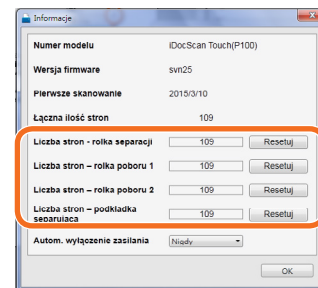 Informacje
Numer modelu iDocScan Touch(P100)
Wersja firmware svn25
Pierwsze skanowanie 2015/3/10
Łączna ilość stron 109
Liczba stron - rolka separacji 109 Resetuj
Liczba stron – rolka poboru 1 109 Resetuj
Liczba stron – rolka poboru 2 109 Resetuj
Liczba stron – podkładka
separująca 109 Resetuj
Autom. wyłączenie zasilania Nigdy
OK